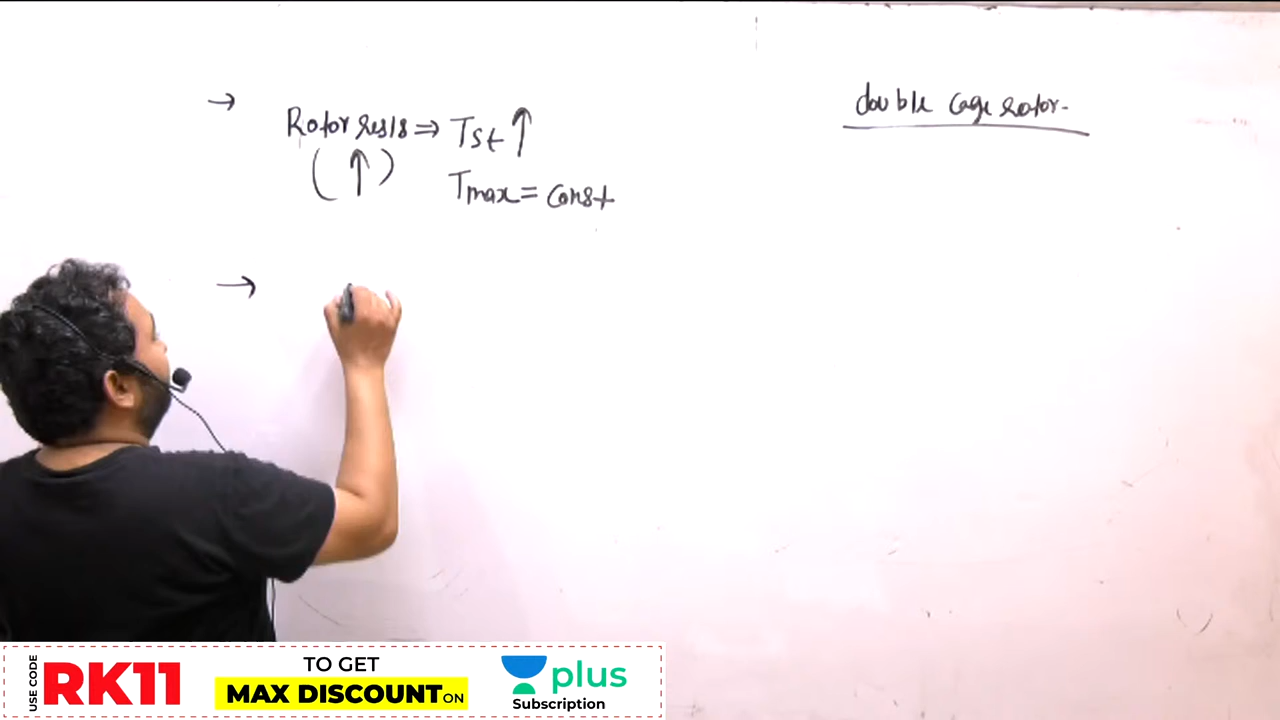 → Rotor resis ⇒ Tst ↑
(↑) Tmax = const
→
double cage rotor.
USE CODE
RK11
TO GET
MAX DISCOUNT ON
plus
Subscription